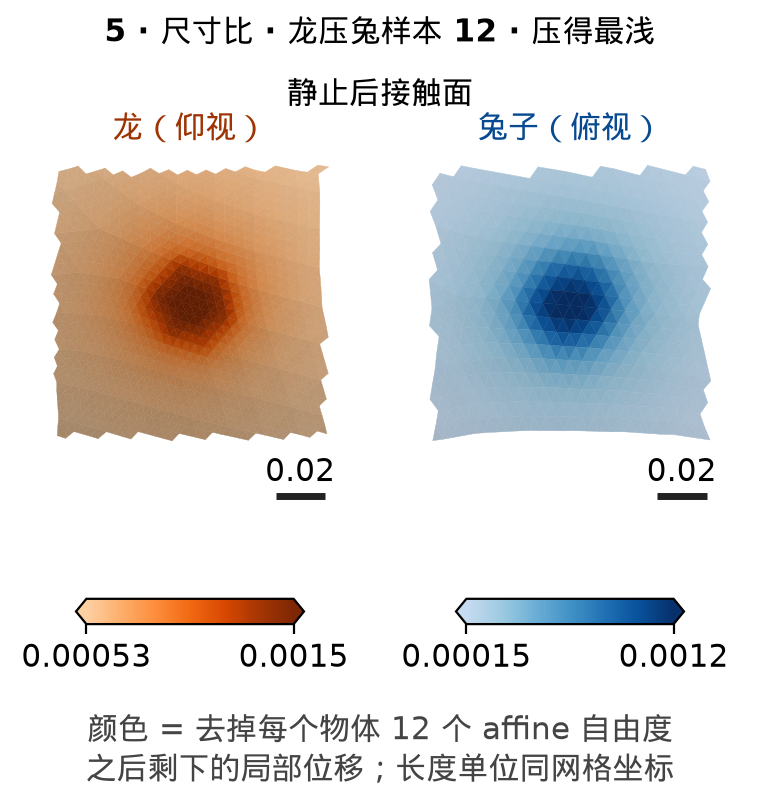 5 · 尺寸比 · 龙压兔样本 12 · 压得最浅
静止后接触面
龙（仰视）
兔子（俯视）
0.02
0.02
0.00053
0.0015
0.00015
0.0012
颜色 = 去掉每个物体 12 个 affine 自由度
之后剩下的局部位移；长度单位同网格坐标